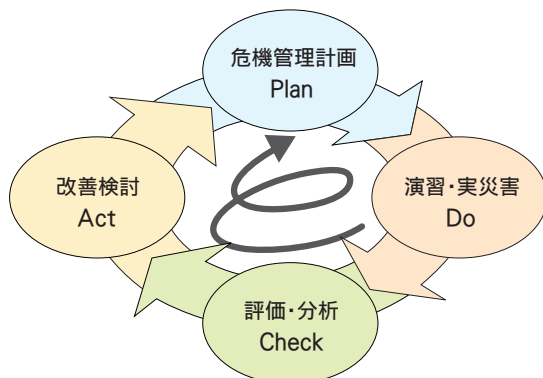 危機管理計画
Plan
演習・実災害
Do
評価・分析
Check
改善検討
Act